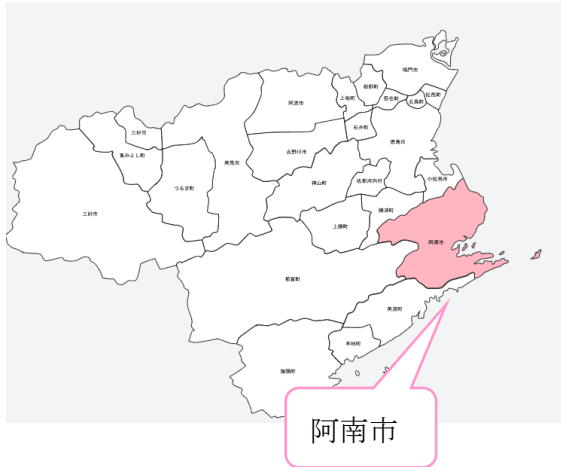 鳴門市
板野町
松茂町
上板町
藍住町
北島町
阿波市
石井町
三好市
徳島市
吉野川市
東みよし町
美馬市
佐那河内村
小松島市
神山町
つるぎ町
勝浦町
三好市
上勝町
阿南市
那賀町
美波町
牟岐町
海陽町
阿南市